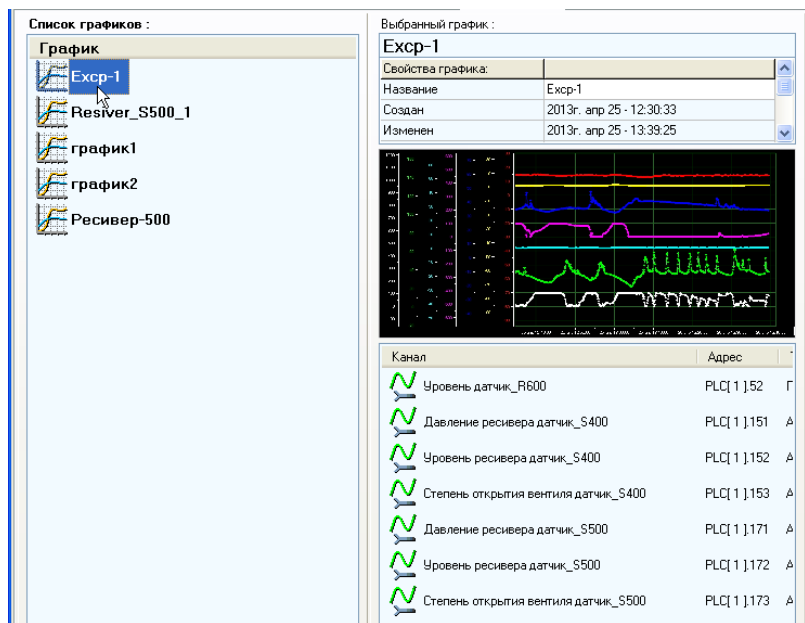 Список графиков :
График
Excp-1
Resiver_S500_1
график1
график2
Ресивер-500
Выбранный график :
Excp-1
Свойства графика:
Название Excp-1
Создан 2013г. апр 25 - 12:30:33
Изменен 2013г. апр 25 - 13:39:25
Канал Адрес
Уровень датчик_R600 PLC[ 1 ].52
Давление ресивера датчик_S400 PLC[ 1 ].151
Уровень ресивера датчик_S400 PLC[ 1 ].152
Степень открытия вентиля датчик_S400 PLC[ 1 ].153
Давление ресивера датчик_S500 PLC[ 1 ].171
Уровень ресивера датчик_S500 PLC[ 1 ].172
Степень открытия вентиля датчик_S500 PLC[ 1 ].173